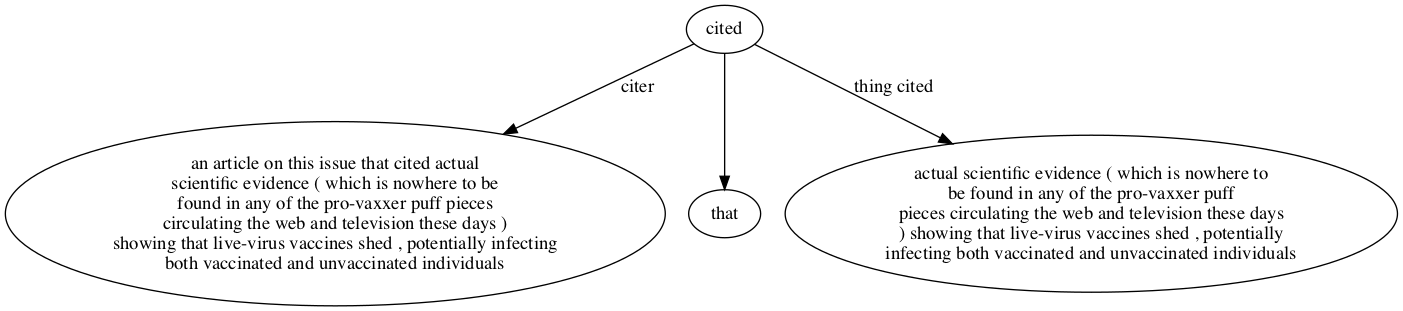 cited
citer
thing cited
an article on this issue that cited actual
scientific evidence ( which is nowhere to be
found in any of the pro-vaxxer puff pieces
circulating the web and television these days )
showing that live-virus vaccines shed , potentially infecting
both vaccinated and unvaccinated individuals
that
actual scientific evidence ( which is nowhere to
be found in any of the pro-vaxxer puff
pieces circulating the web and television these days
) showing that live-virus vaccines shed , potentially
infecting both vaccinated and unvaccinated individuals